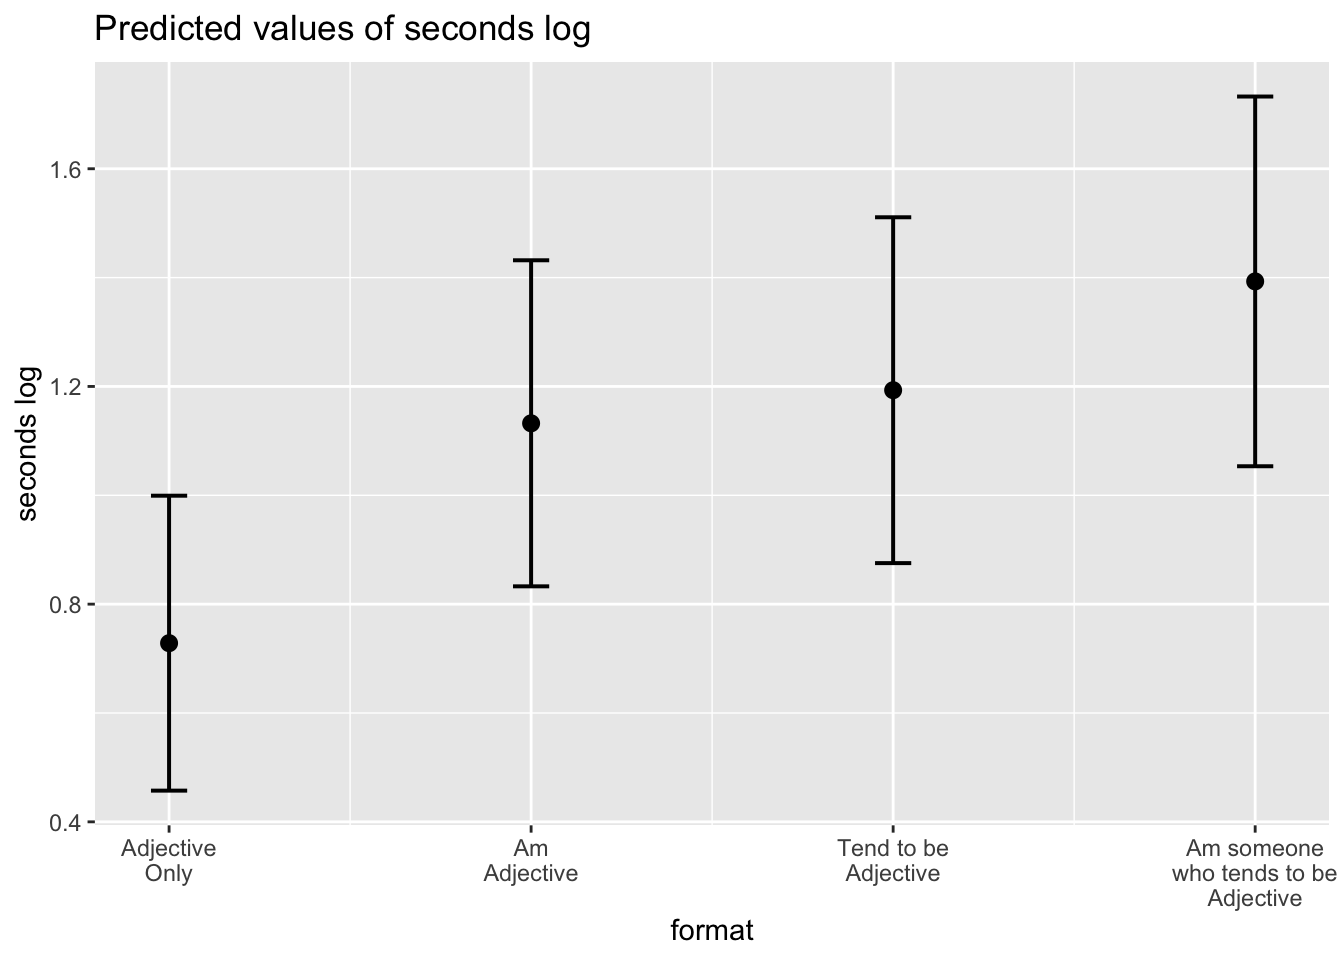 Predicted values of seconds log
seconds log
1.6
1.2
0.8
0.4
Adjective
Only
Am
Adjective
Tend to be
Adjective
Am someone
who tends to be
Adjective
format